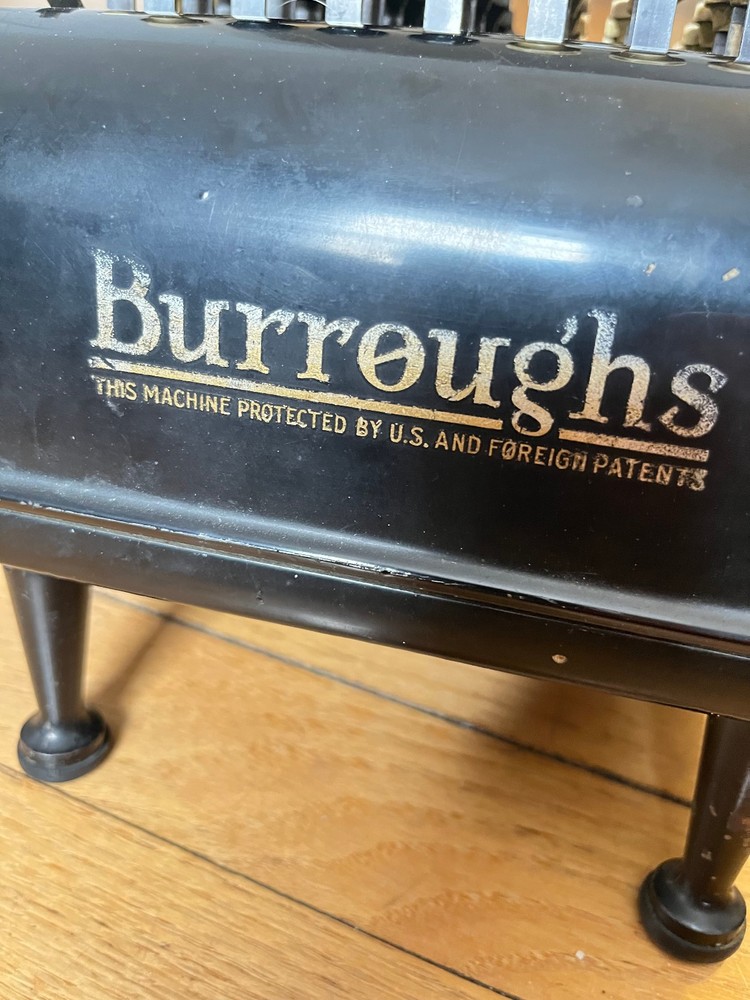 Burroughs
THIS MACHINE PROTECTED BY U.S. AND FOREIGN PATENTS